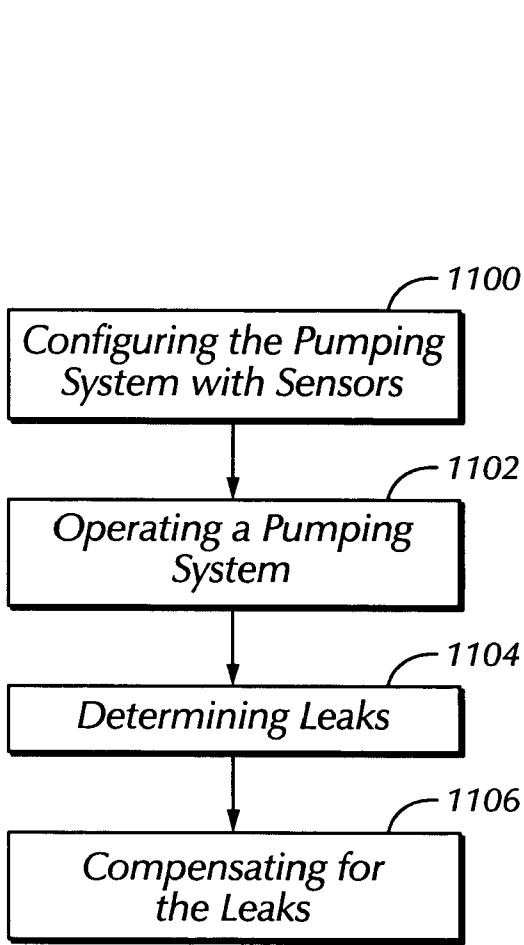 1100
Configuring the Pumping
System with Sensors
1102
Operating a Pumping
System
1104
Determining Leaks
1106
Compensating for
the Leaks